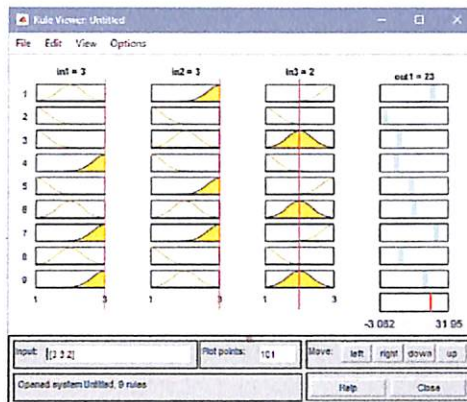 Rule Viewer: Untitled
File Edit View Options
in1 = 3 in2 = 3 in3 = 2 out1 = 23
1
2
3
4
5
6
7
8
9
1 3 1 3 1 3
-3.082 31.95
Input: [3 3 2] Plot points: 101 Move: left right down up
Opened system Untitled, 9 rules Help Close